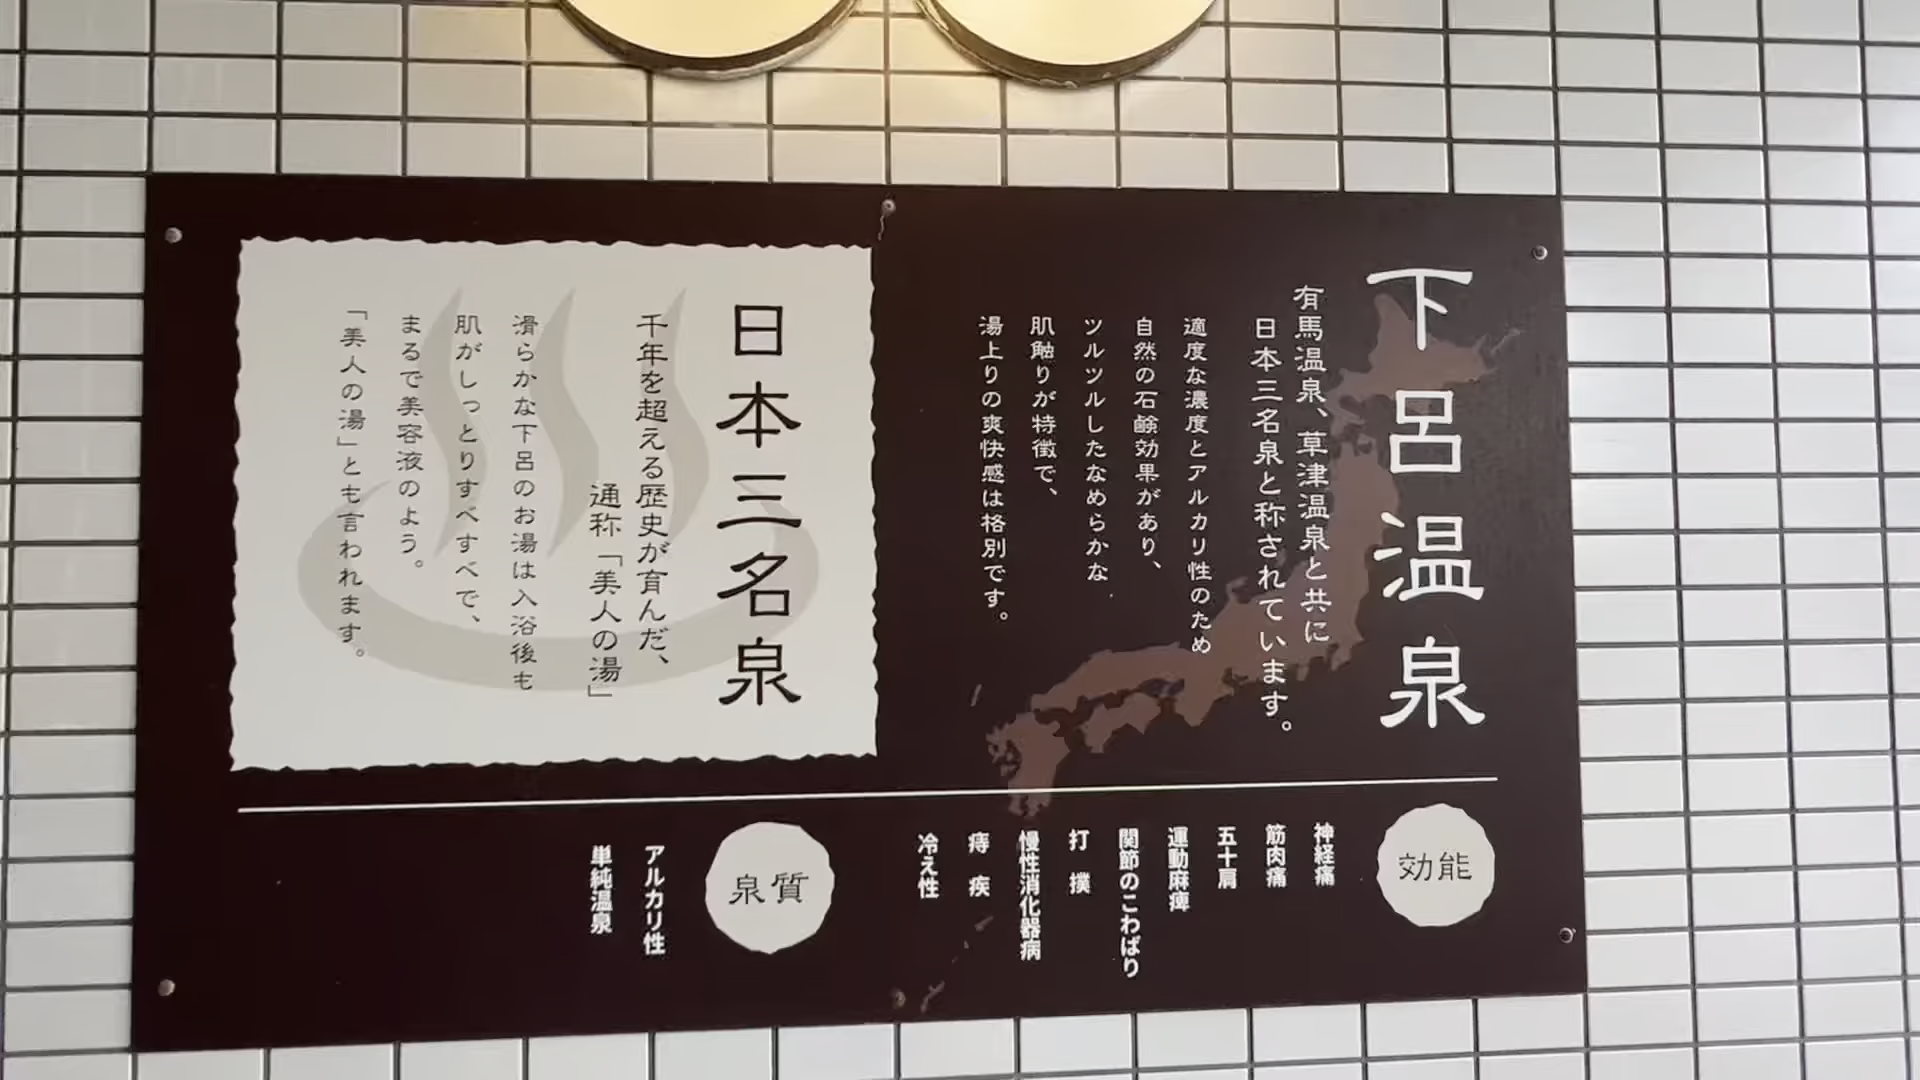 下呂温泉
有馬温泉、草津温泉と共に
日本三名泉と称されています。
適度な濃度とアルカリ性のため
自然の石鹸効果があり、
ツルツルしたなめらかな
肌触りが特徴で、
湯上りの爽快感は格別です。
日本三名泉
千年を超える歴史が育んだ、
通称「美人の湯」
滑らかな下呂のお湯は入浴後も
肌がしっとりすべすべで、
まるで美容液のよう。
「美人の湯」とも言われます。
効能
神経痛
筋肉痛
五十肩
運動麻痺
関節のこわばり
打撲
慢性消化器病
痔疾
冷え性
泉質
アルカリ性
単純温泉